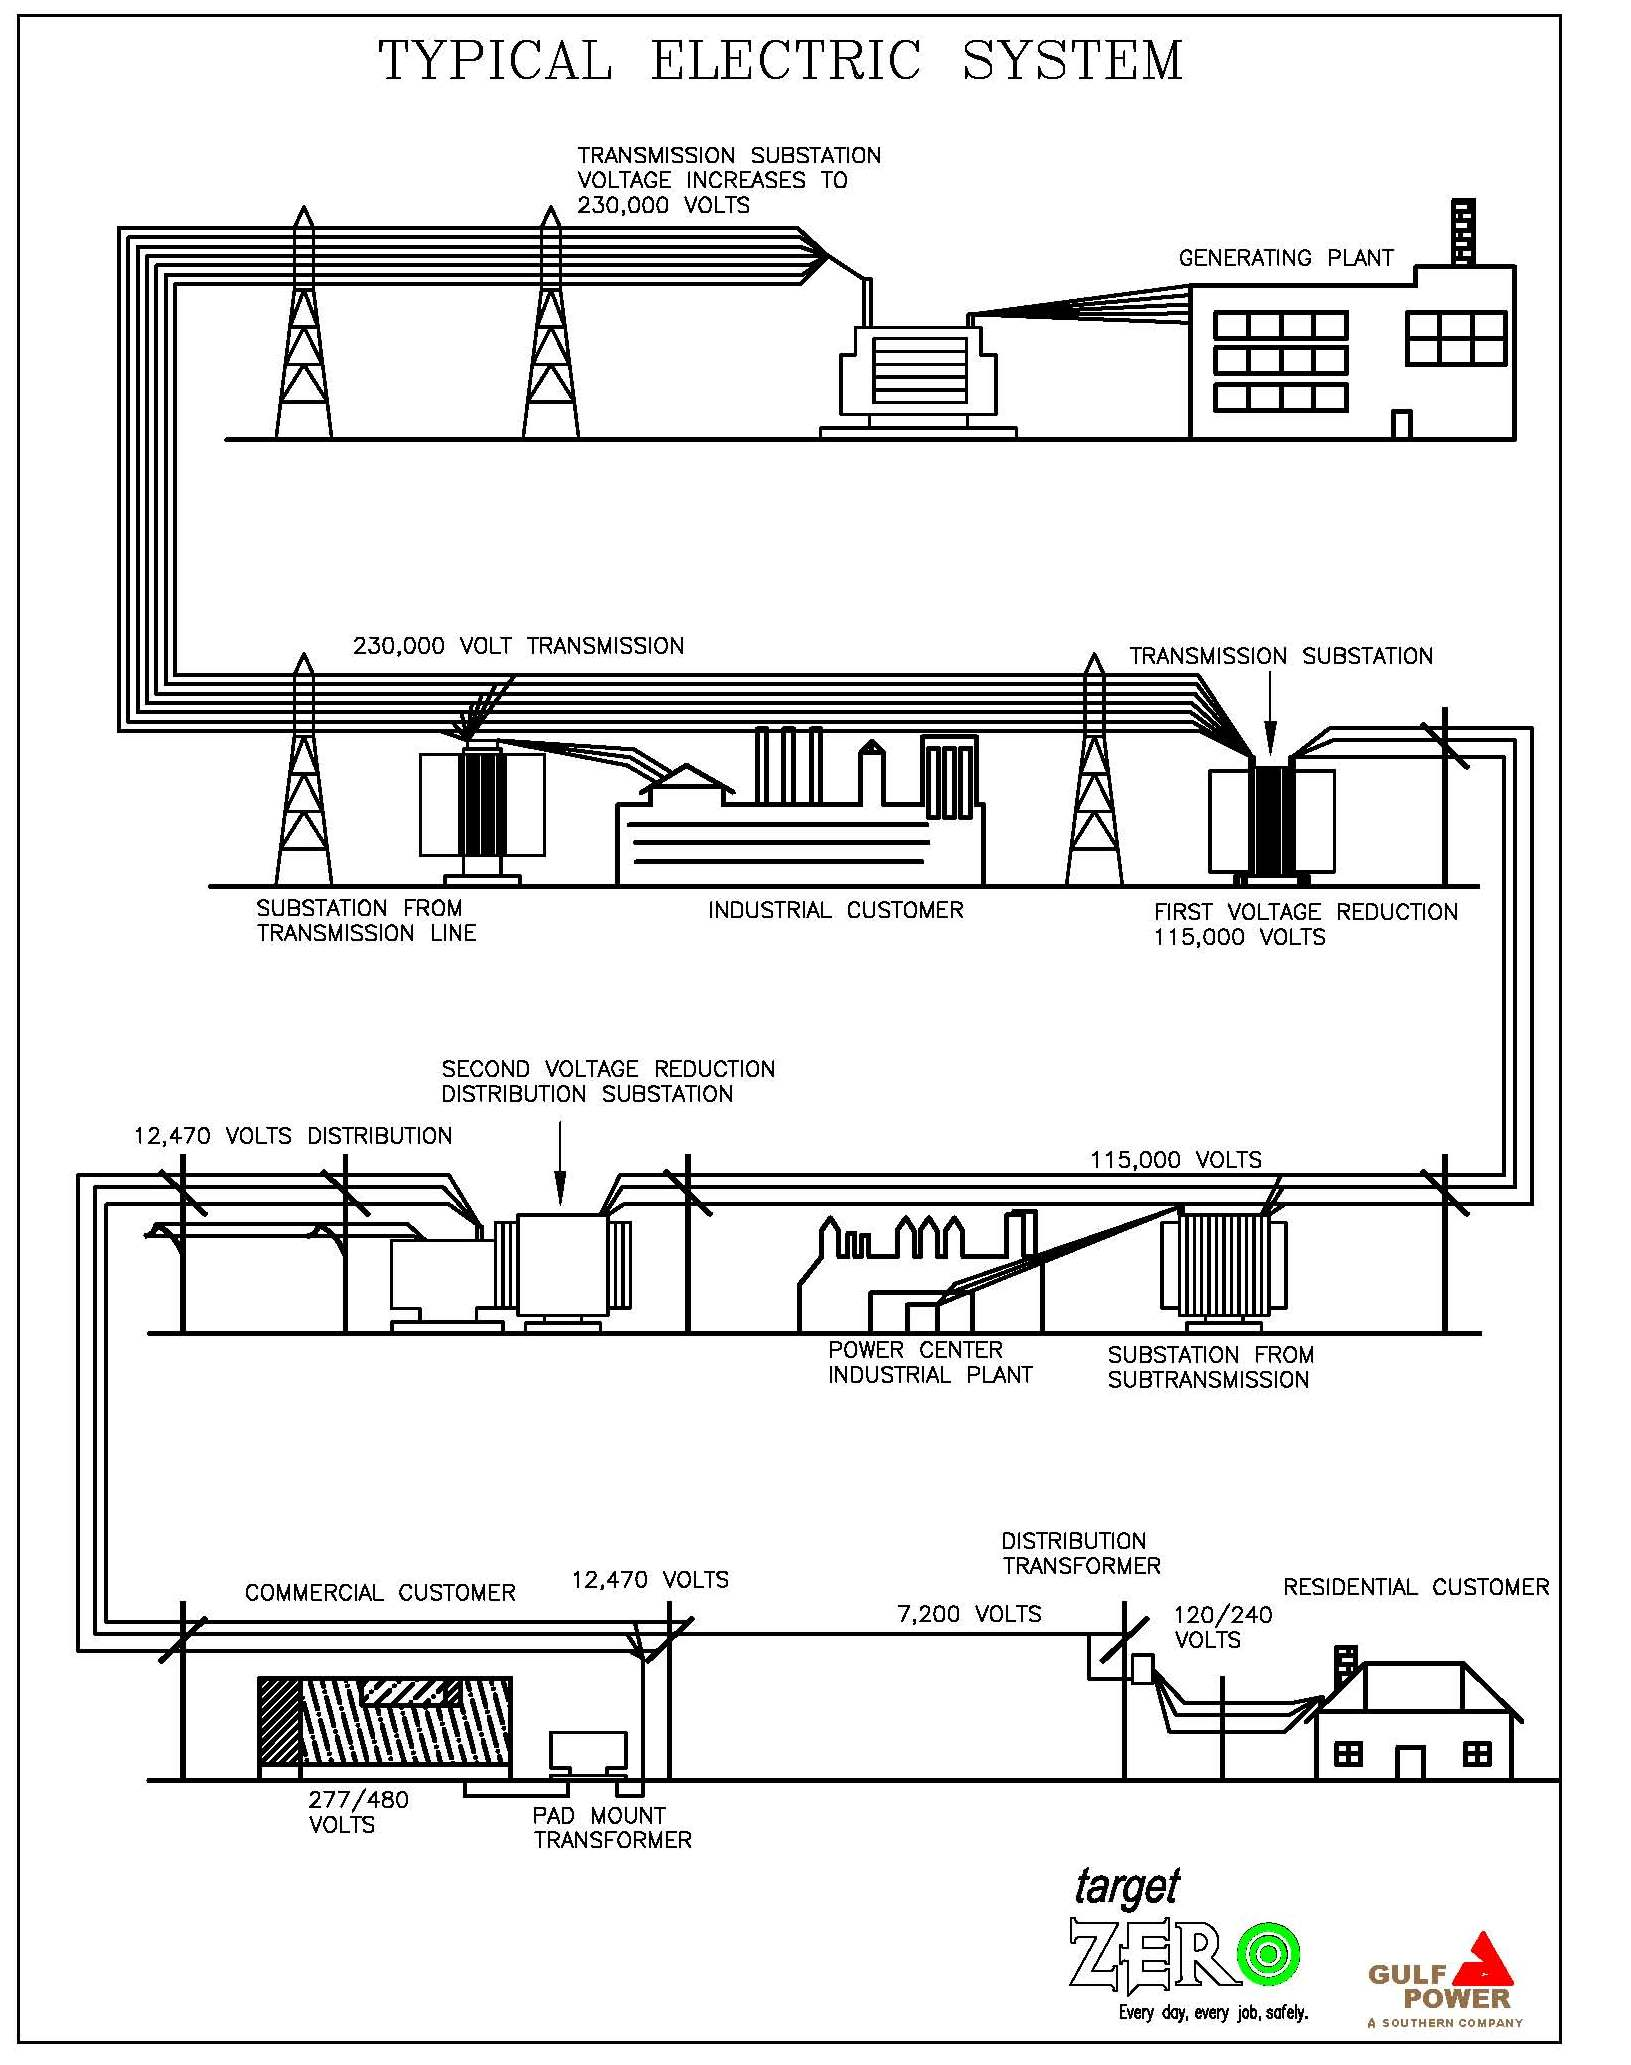 TYPICAL ELECTRIC SYSTEM
TRANSMISSION SUBSTATION
VOLTAGE INCREASES TO
230,000 VOLTS
GENERATING PLANT
230,000 VOLT TRANSMISSION
TRANSMISSION SUBSTATION
SUBSTATION FROM
TRANSMISSION LINE
INDUSTRIAL CUSTOMER
FIRST VOLTAGE REDUCTION
115,000 VOLTS
SECOND VOLTAGE REDUCTION
DISTRIBUTION SUBSTATION
12,470 VOLTS DISTRIBUTION
115,000 VOLTS
POWER CENTER
INDUSTRIAL PLANT
SUBSTATION FROM
SUBTRANSMISSION
DISTRIBUTION
TRANSFORMER
COMMERCIAL CUSTOMER
12,470 VOLTS
7,200 VOLTS
120/240
VOLTS
RESIDENTIAL CUSTOMER
277/480
VOLTS
PAD MOUNT
TRANSFORMER
target
ZERO
Every day, every job, safely.
GULF
POWER
A SOUTHERN COMPANY